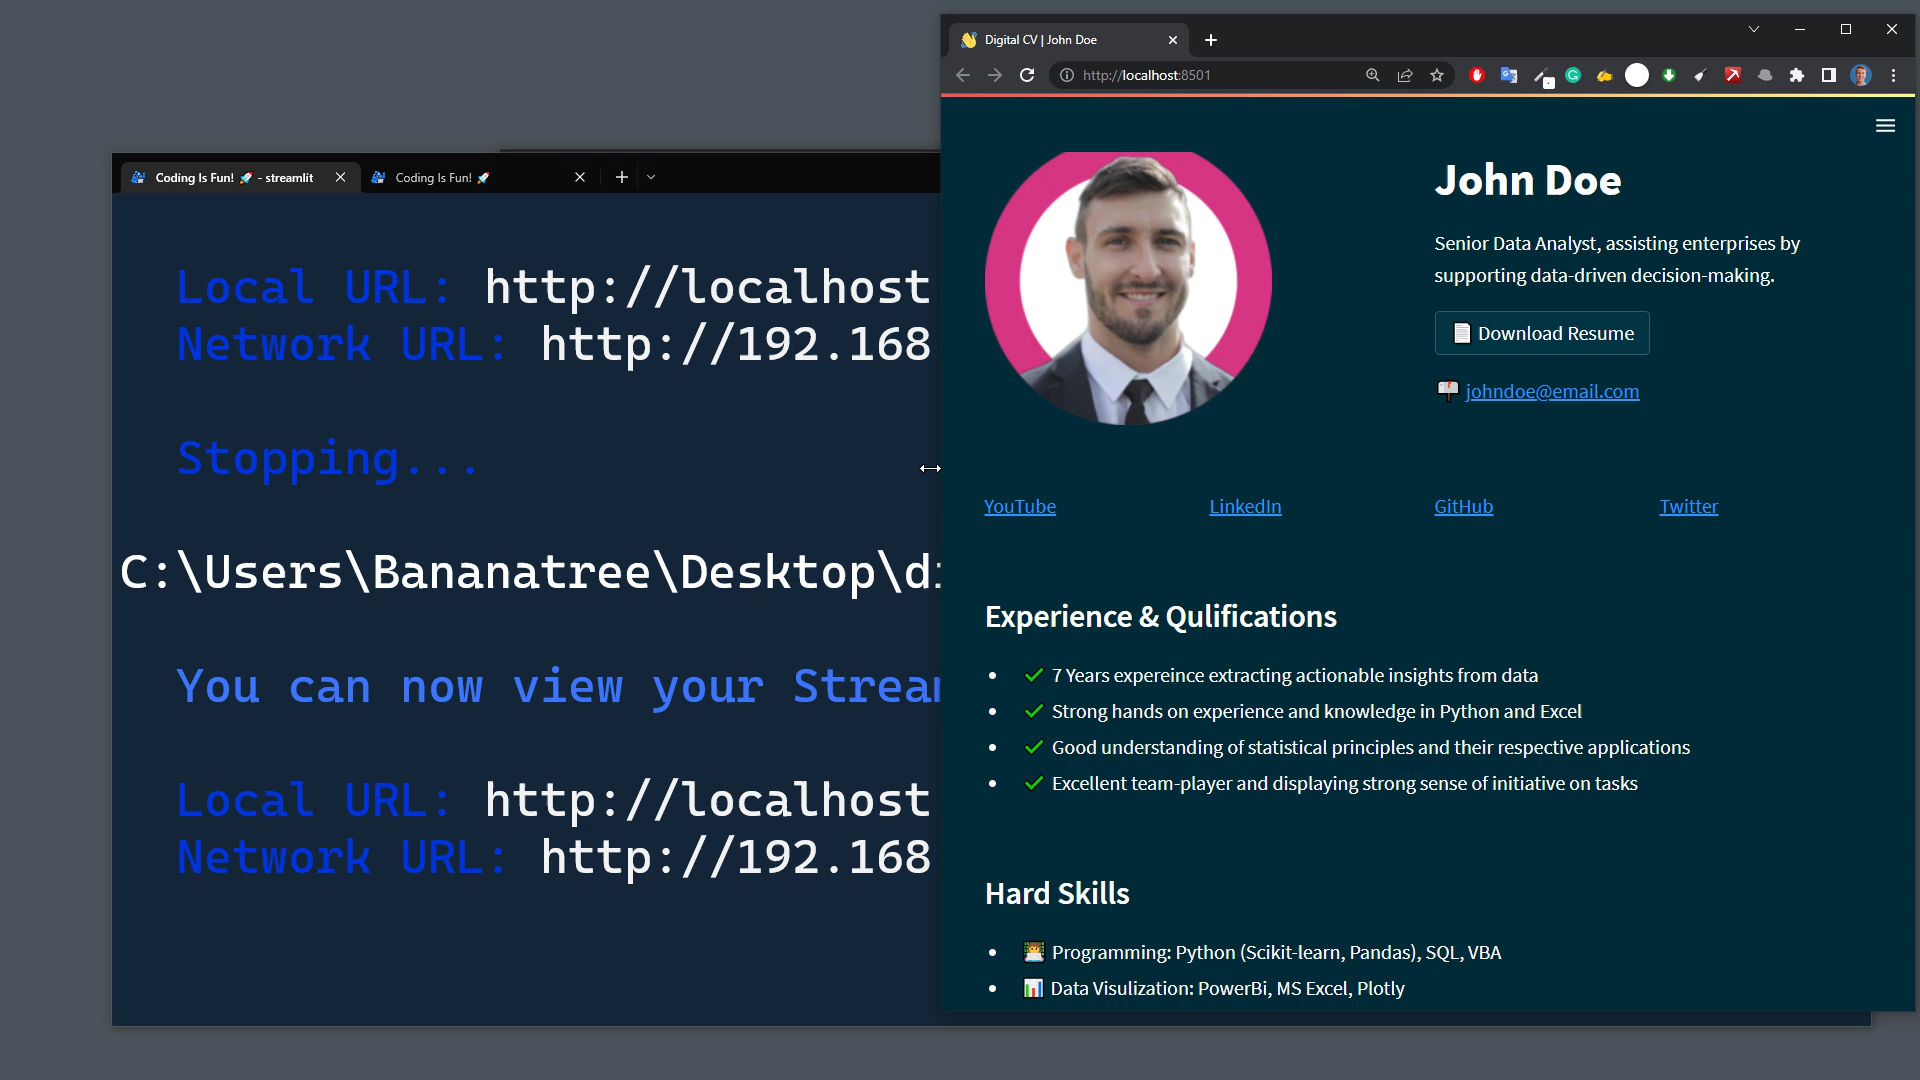 Coding Is Fun! 🚀 - streamlit
Coding Is Fun! 🚀
Local URL: http://localhost
Network URL: http://192.168
Stopping...
C:\Users\Bananatree\Desktop\di
You can now view your Stream
Local URL: http://localhost
Network URL: http://192.168
Digital CV | John Doe
http://localhost:8501
John Doe
Senior Data Analyst, assisting enterprises by
supporting data-driven decision-making.
📄 Download Resume
📫 johndoe@email.com
YouTube LinkedIn GitHub Twitter
Experience & Qulifications
• ✔️ 7 Years expereince extracting actionable insights from data
• ✔️ Strong hands on experience and knowledge in Python and Excel
• ✔️ Good understanding of statistical principles and their respective applications
• ✔️ Excellent team-player and displaying strong sense of initiative on tasks
Hard Skills
• 👨‍💻 Programming: Python (Scikit-learn, Pandas), SQL, VBA
• 📊 Data Visulization: PowerBi, MS Excel, Plotly